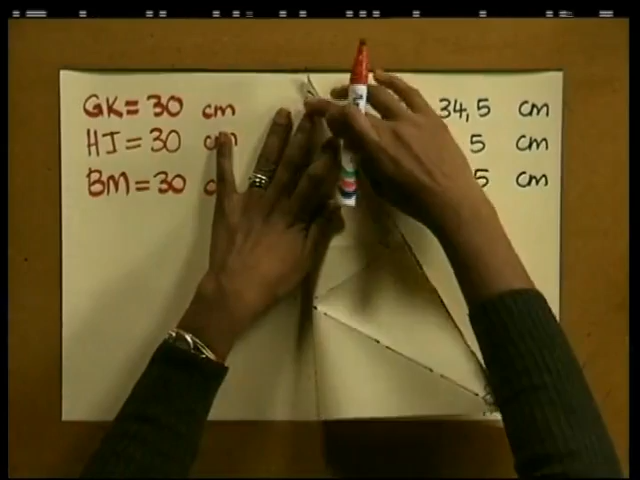 GK = 30 cm 34,5 cm
HJ = 30 cm 5 cm
BM = 30 5 cm